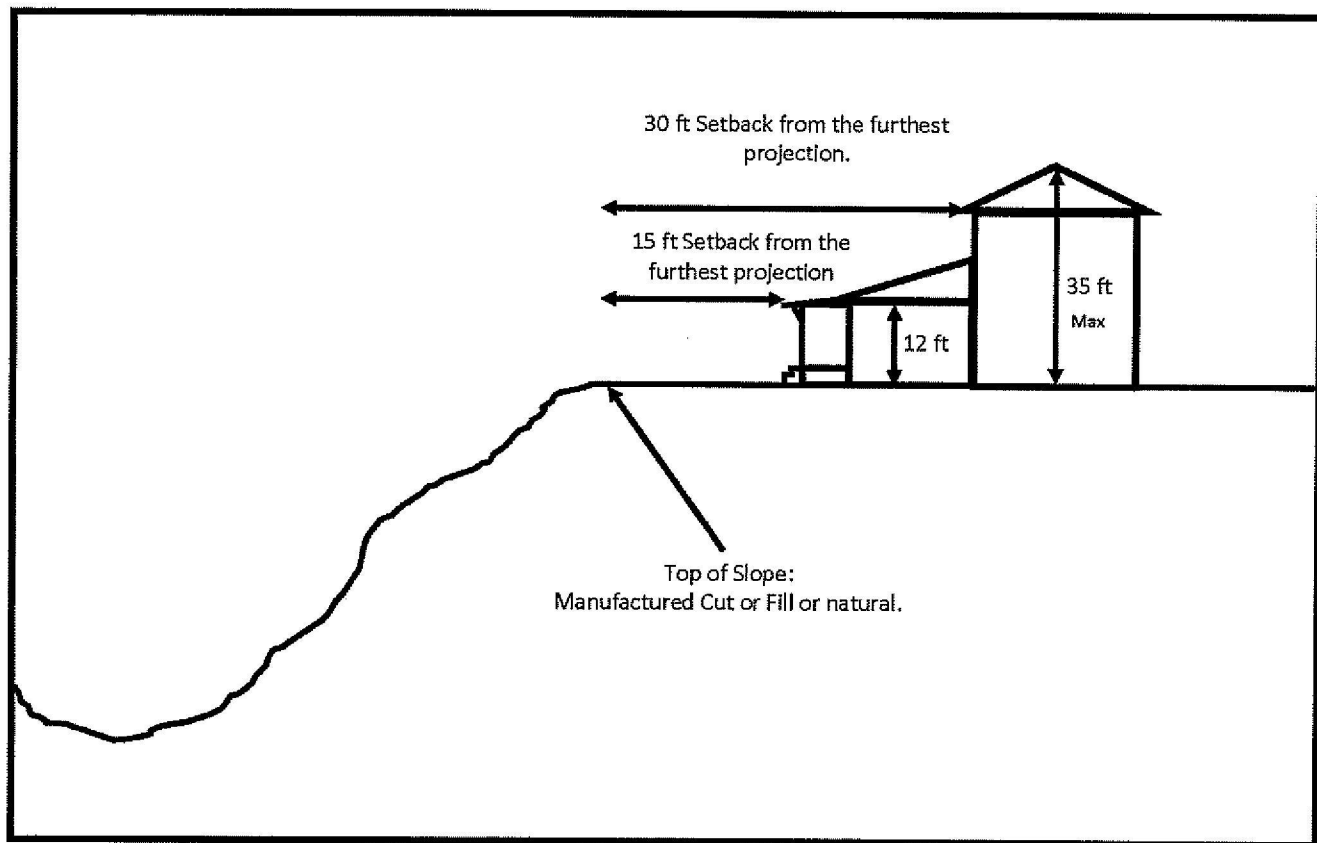 30 ft Setback from the furthest
projection.
15 ft Setback from the
furthest projection
35 ft
Max
12 ft
Top of Slope:
Manufactured Cut or Fill or natural.